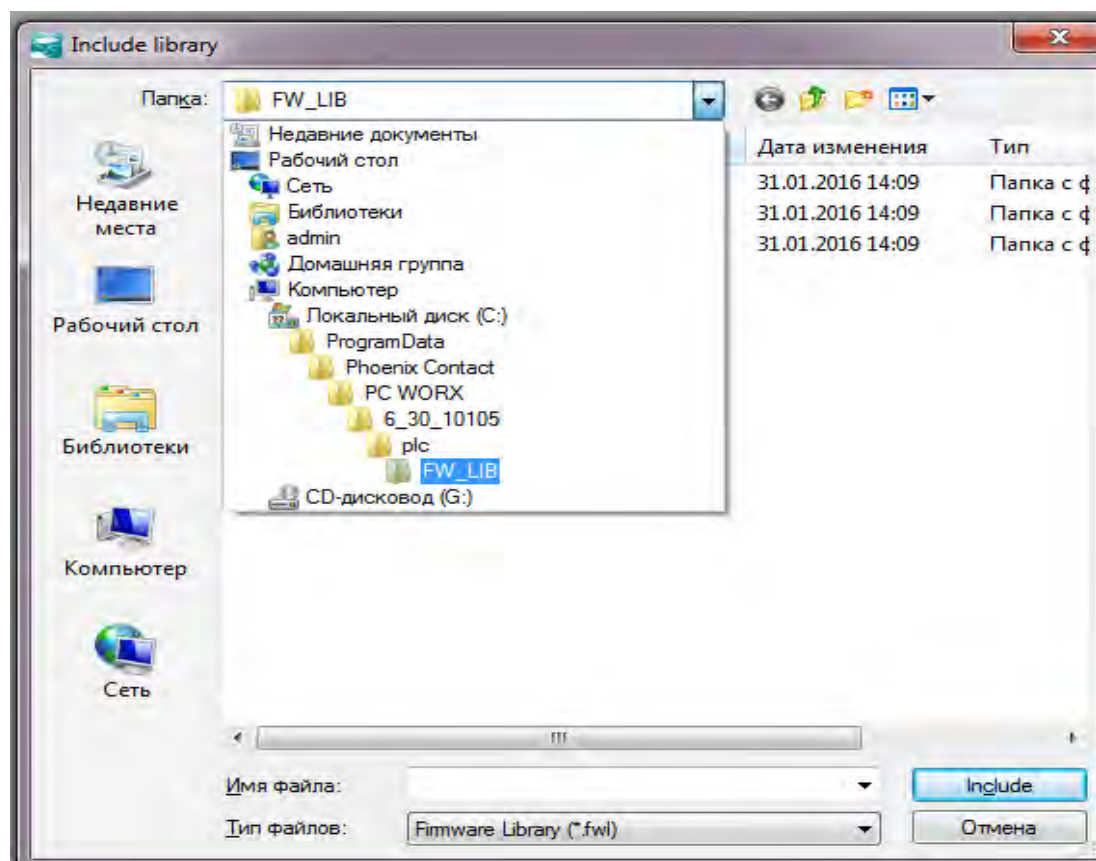 Include library
Папка: FW_LIB
Недавние документы
Рабочий стол
Сеть
Библиотеки
admin
Домашняя группа
Компьютер
Локальный диск (C:)
ProgramData
Phoenix Contact
PC WORX
6_30_10105
plc
FW_LIB
CD-дисковод (G:)
Дата изменения Тип
31.01.2016 14:09 Папка с ф
31.01.2016 14:09 Папка с ф
31.01.2016 14:09 Папка с ф
Недавние
места
Рабочий стол
Библиотеки
Компьютер
Сеть
Имя файла: Include
Тип файлов: Firmware Library (*.fwl) Отмена